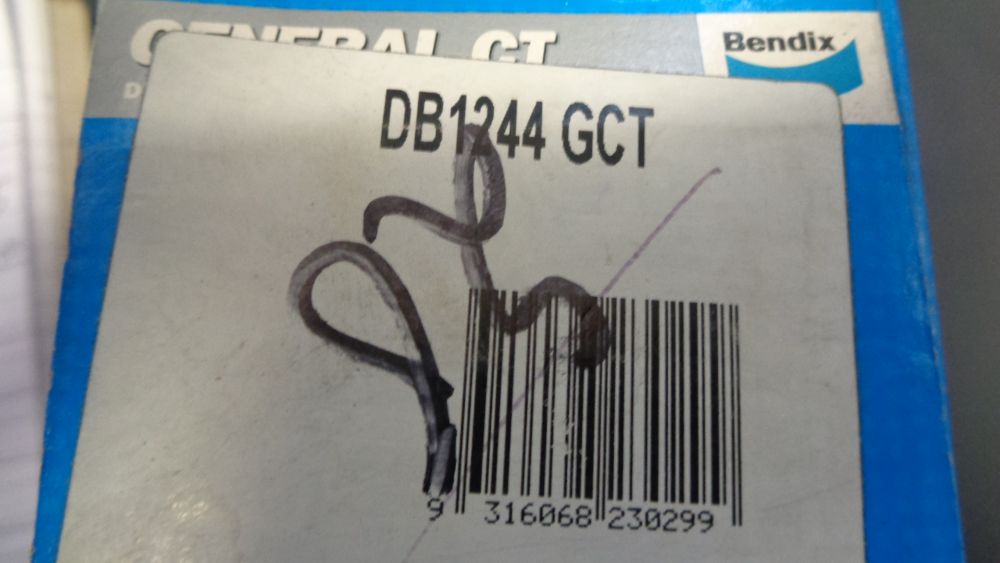 GENERAL CT
Bendix
DB1244 GCT
9 316068 230299